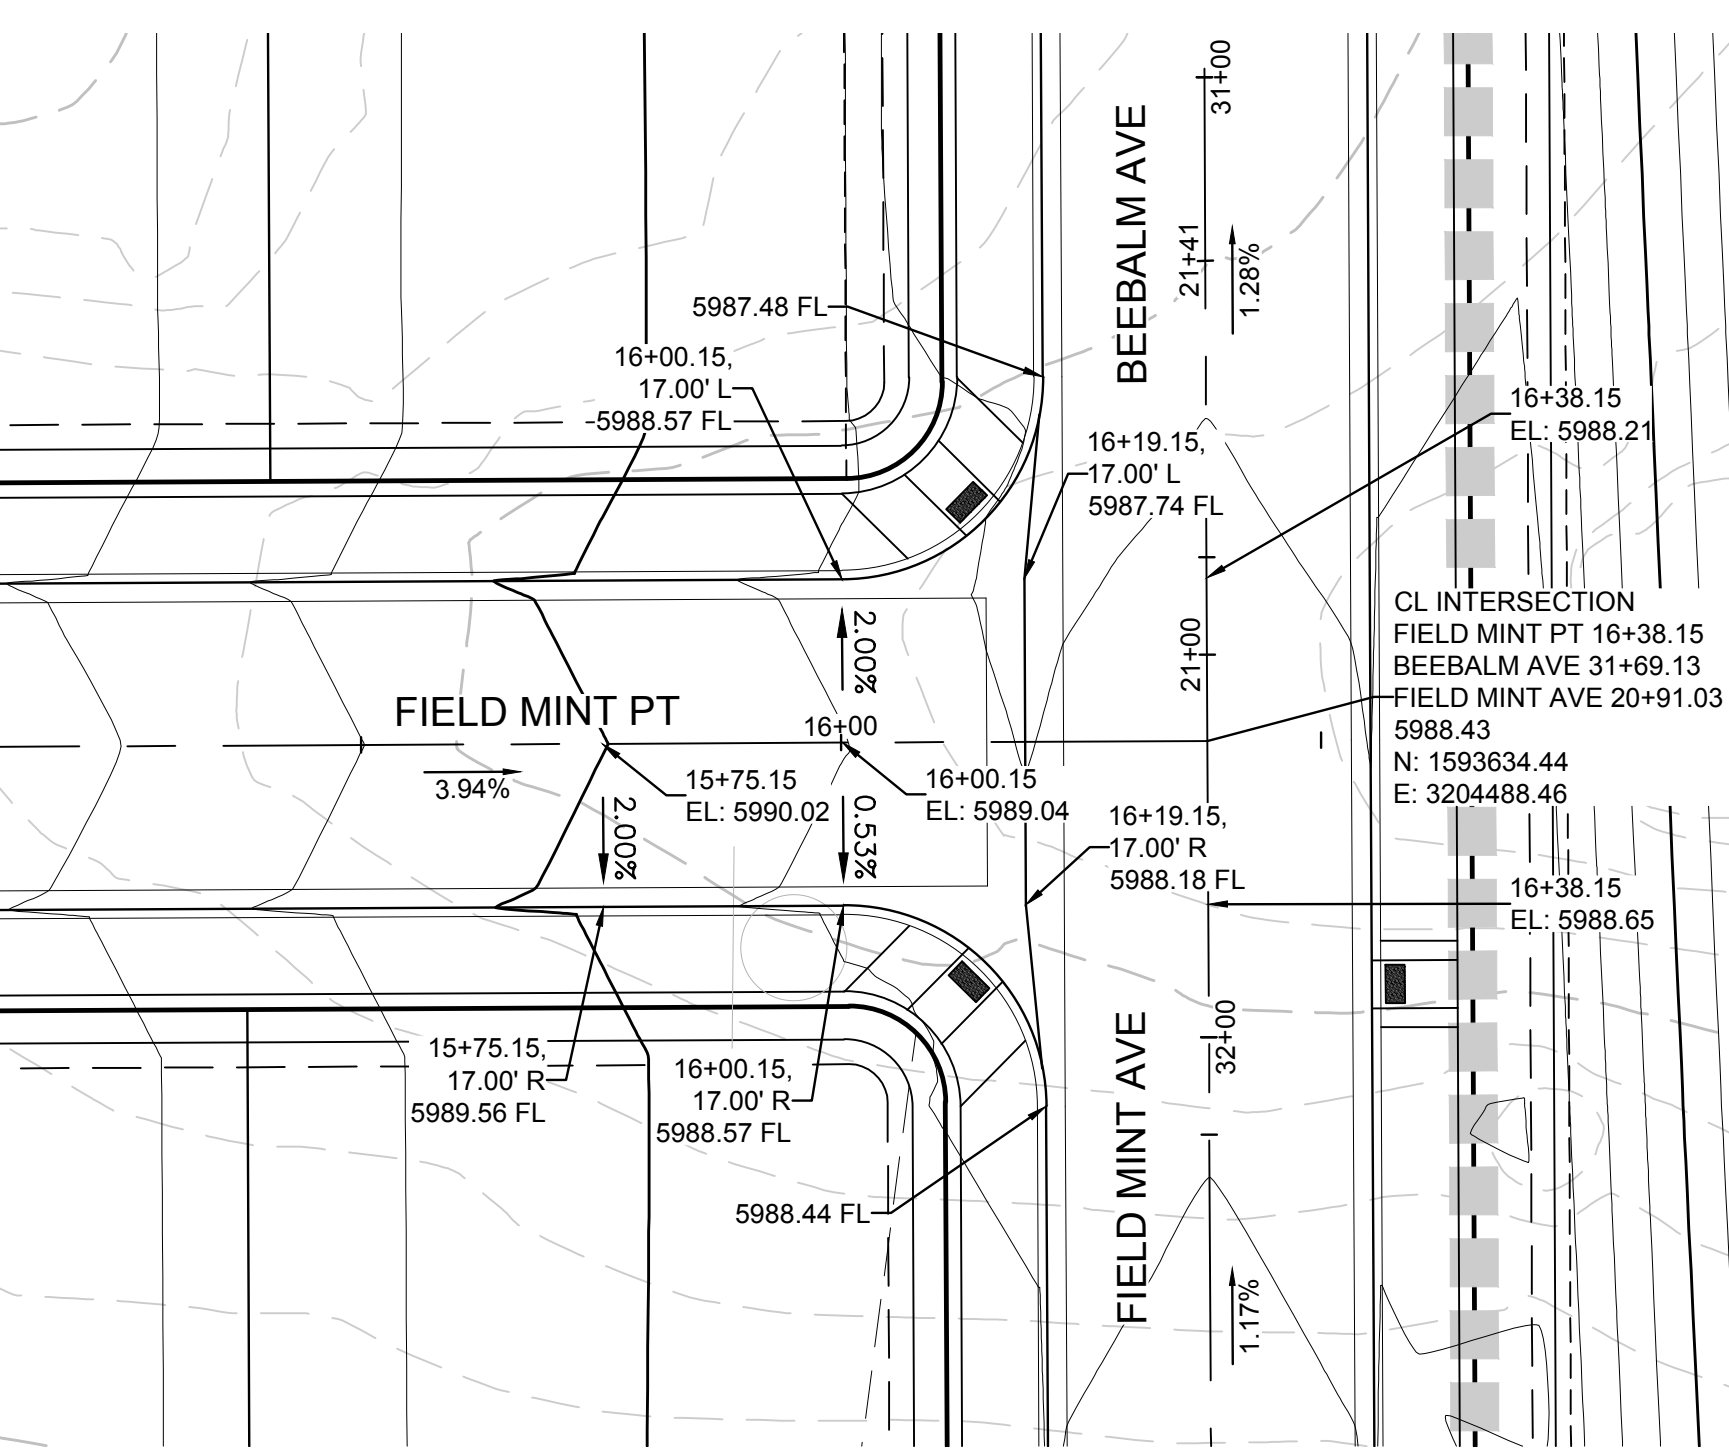 31+00
BEEBALM AVE
21+41
1.28%
5987.48 FL
16+00.15,
17.00' L
5988.57 FL
16+38.15
EL: 5988.21
16+19.15,
17.00' L
5987.74 FL
CL INTERSECTION
FIELD MINT PT 16+38.15
BEEBALM AVE 31+69.13
FIELD MINT AVE 20+91.03
5988.43
N: 1593634.44
E: 3204488.46
2.00%
21+00
FIELD MINT PT
16+00
3.94%
15+75.15
EL: 5990.02
16+00.15
EL: 5989.04
2.00%
0.53%
16+19.15,
17.00' R
5988.18 FL
16+38.15
EL: 5988.65
32+00
15+75.15,
17.00' R
5989.56 FL
16+00.15,
17.00' R
5988.57 FL
FIELD MINT AVE
5988.44 FL
1.17%